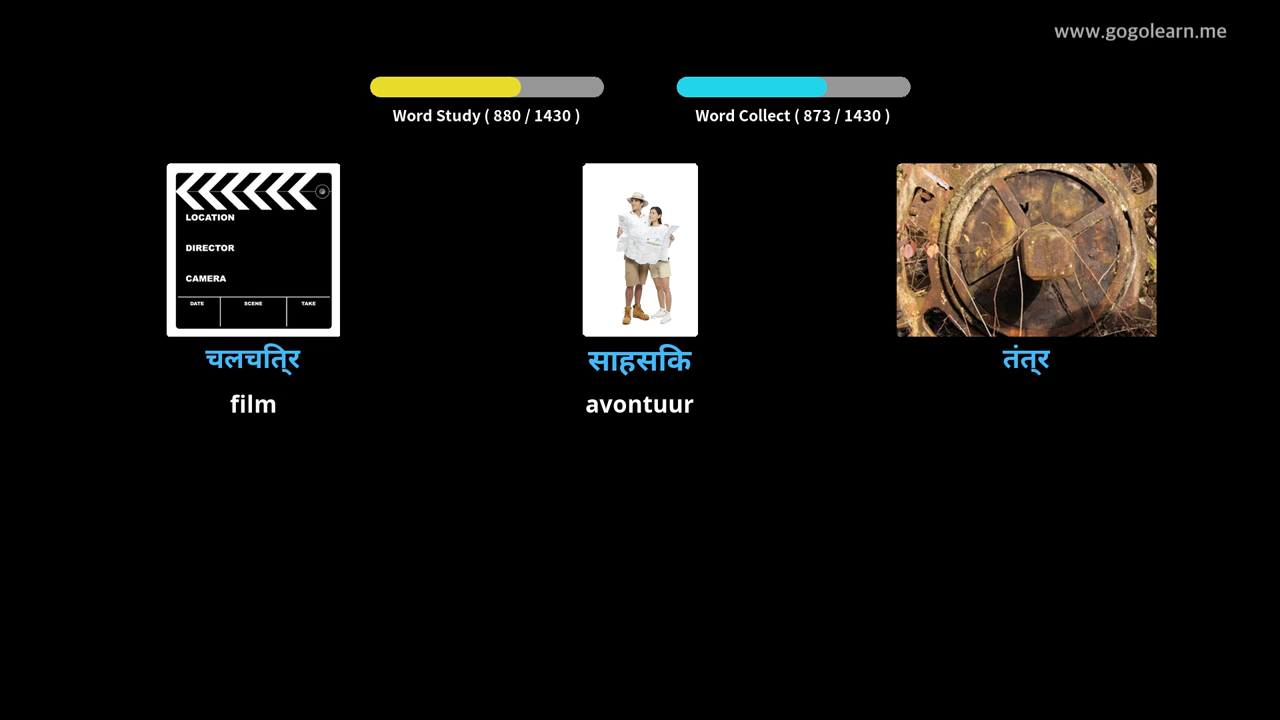 www.gogolearn.me
Word Study ( 880 / 1430 )
Word Collect ( 873 / 1430 )
LOCATION
DIRECTOR
CAMERA
DATE SCENE TAKE
चलचति्र साहसकि तंत्र
film avontuur